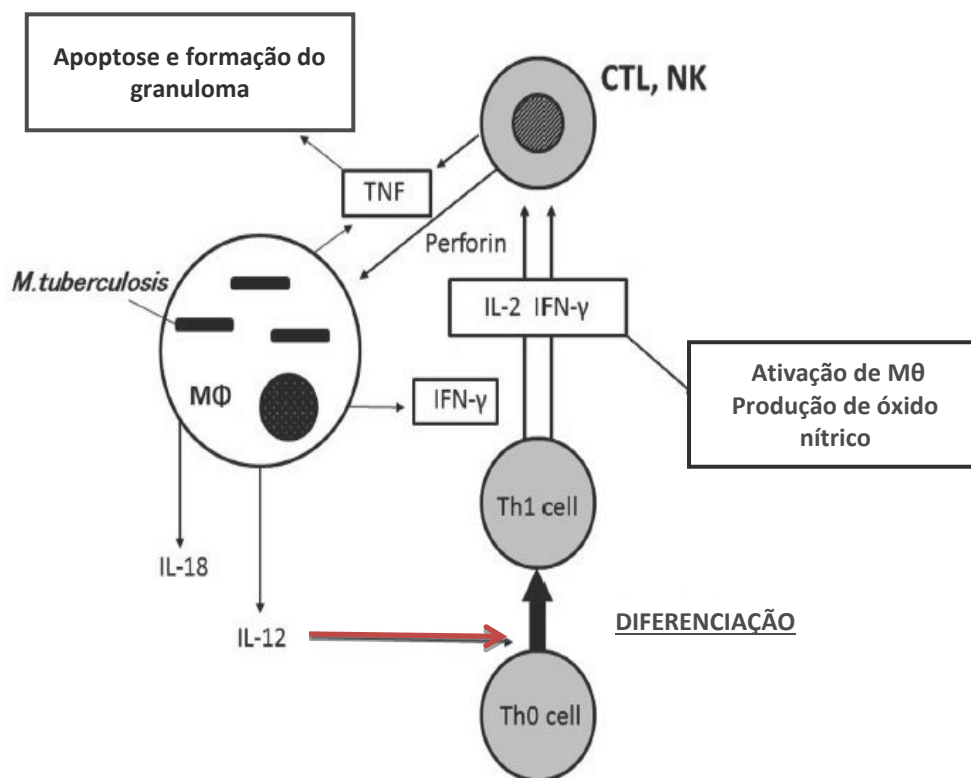 Apoptose e formação do
granuloma
CTL, NK
TNF
Perforin
M.tuberculosis
IL-2 IFN-γ
MΦ
IFN-γ
Ativação de Mθ
Produção de óxido
nítrico
Th1 cell
IL-18
IL-12
DIFERENCIAÇÃO
Th0 cell